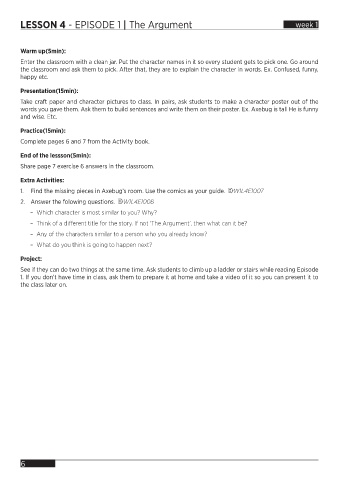 LESSON 4 - EPISODE 1 | The Argument
week 1
Warm up(5min):
Enter the classroom with a clean jar. Put the character names in it so every student gets to pick one. Go around
the classroom and ask them to pick. After that, they are to explain the character in words. Ex. Confused, funny,
happy etc.
Presentation(15min):
Take craft paper and character pictures to class. In pairs, ask students to make a character poster out of the
words you gave them. Ask them to build sentences and write them on their poster. Ex. Axebug is tall He is funny
and wise. Etc.
Practice(15min):
Complete pages 6 and 7 from the Activity book.
End of the lessson(5min):
Share page 7 exercise 6 answers in the classroom.
Extra Activities:
1. Find the missing pieces in Axebug's room. Use the comics as your guide. W1L4E1007
2. Answer the folowing questions. W1L4E1008
– Which character is most similar to you? Why?
– Think of a different title for the story. If not 'The Argument', then what can it be?
– Any of the characters similar to a person who you already know?
– What do you think is going to happen next?
Project:
See if they can do two things at the same time. Ask students to climb up a ladder or stairs while reading Episode
1. If you don't have time in class, ask them to prepare it at home and take a video of it so you can present it to
the class later on.
6